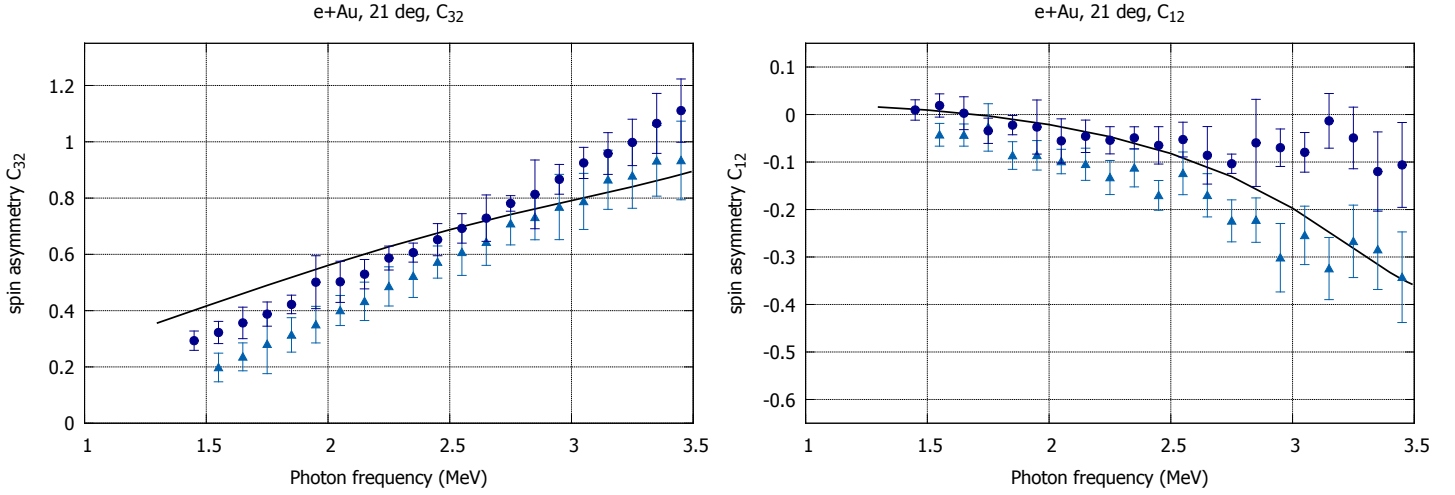 e+Au, 21 deg, C32
spin asymmetry C32
1.2
1
0.8
0.6
0.4
0.2
0
1 1.5 2 2.5 3 3.5
Photon frequency (MeV)
e+Au, 21 deg, C12
spin asymmetry C12
0.1
0
-0.1
-0.2
-0.3
-0.4
-0.5
-0.6
1 1.5 2 2.5 3 3.5
Photon frequency (MeV)